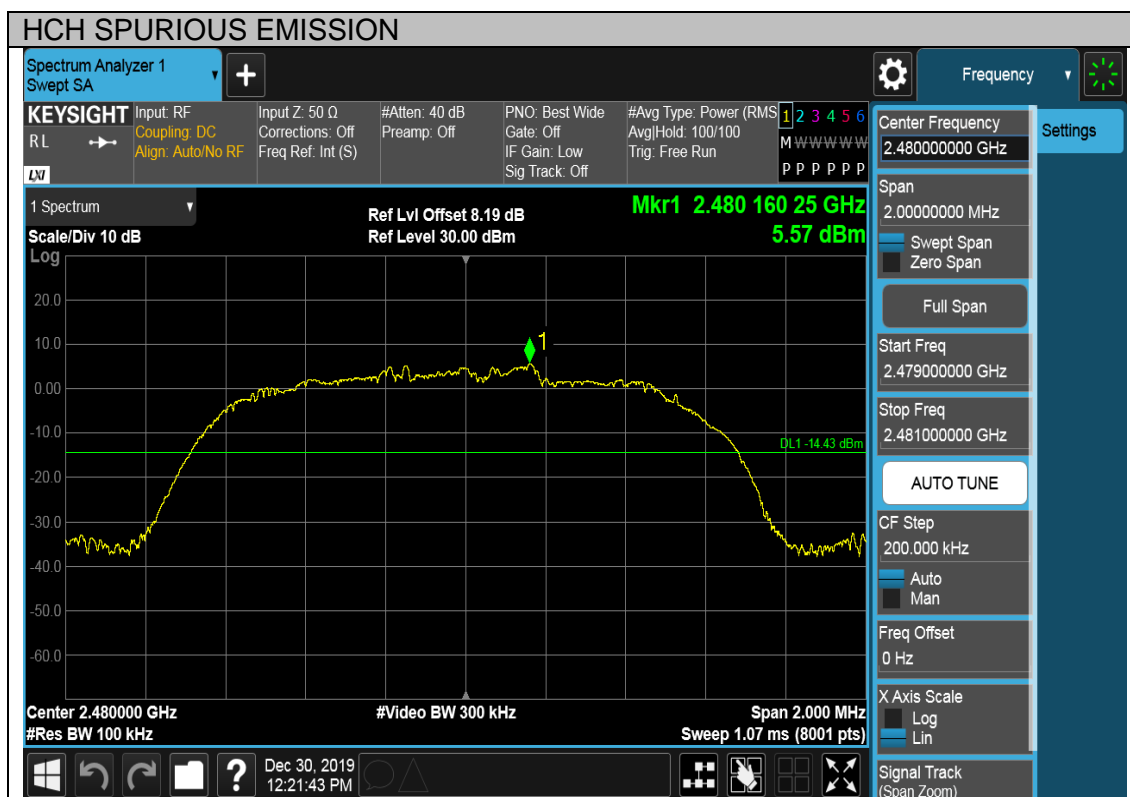 HCH SPURIOUS EMISSION
Spectrum Analyzer 1
Swept SA
Frequency
KEYSIGHT
RL
LXI
Input: RF
Coupling: DC
Align: Auto/No RF
Input Z: 50 Ω
Corrections: Off
Freq Ref: Int (S)
#Atten: 40 dB
Preamp: Off
PNO: Best Wide
Gate: Off
IF Gain: Low
Sig Track: Off
#Avg Type: Power (RMS
Avg|Hold: 100/100
Trig: Free Run
1 2 3 4 5 6
M W W W W W
P P P P P P
1 Spectrum
Scale/Div 10 dB
Log
Ref Lvl Offset 8.19 dB
Ref Level 30.00 dBm
Mkr1 2.480 160 25 GHz
5.57 dBm
20.0
10.0
0.00
-10.0
-20.0
-30.0
-40.0
-50.0
-60.0
1
DL1 -14.43 dBm
Center 2.480000 GHz
#Res BW 100 kHz
#Video BW 300 kHz
Span 2.000 MHz
Sweep 1.07 ms (8001 pts)
Center Frequency
2.480000000 GHz
Settings
Span
2.00000000 MHz
Swept Span
Zero Span
Full Span
Start Freq
2.479000000 GHz
Stop Freq
2.481000000 GHz
AUTO TUNE
CF Step
200.000 kHz
Auto
Man
Freq Offset
0 Hz
X Axis Scale
Log
Lin
Signal Track
(Span Zoom)
?
Dec 30, 2019
12:21:43 PM